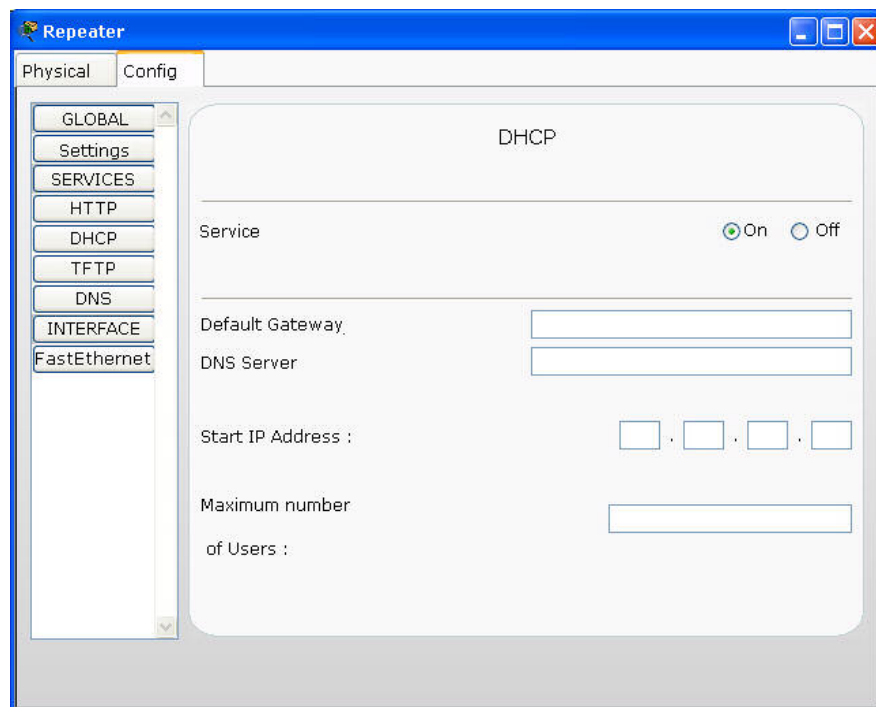 Repeater
Physical
Config
GLOBAL
Settings
SERVICES
HTTP
DHCP
TFTP
DNS
INTERFACE
FastEthernet
DHCP
Service
On
Off
Default Gateway
DNS Server
Start IP Address :
. . .
Maximum number
of Users :